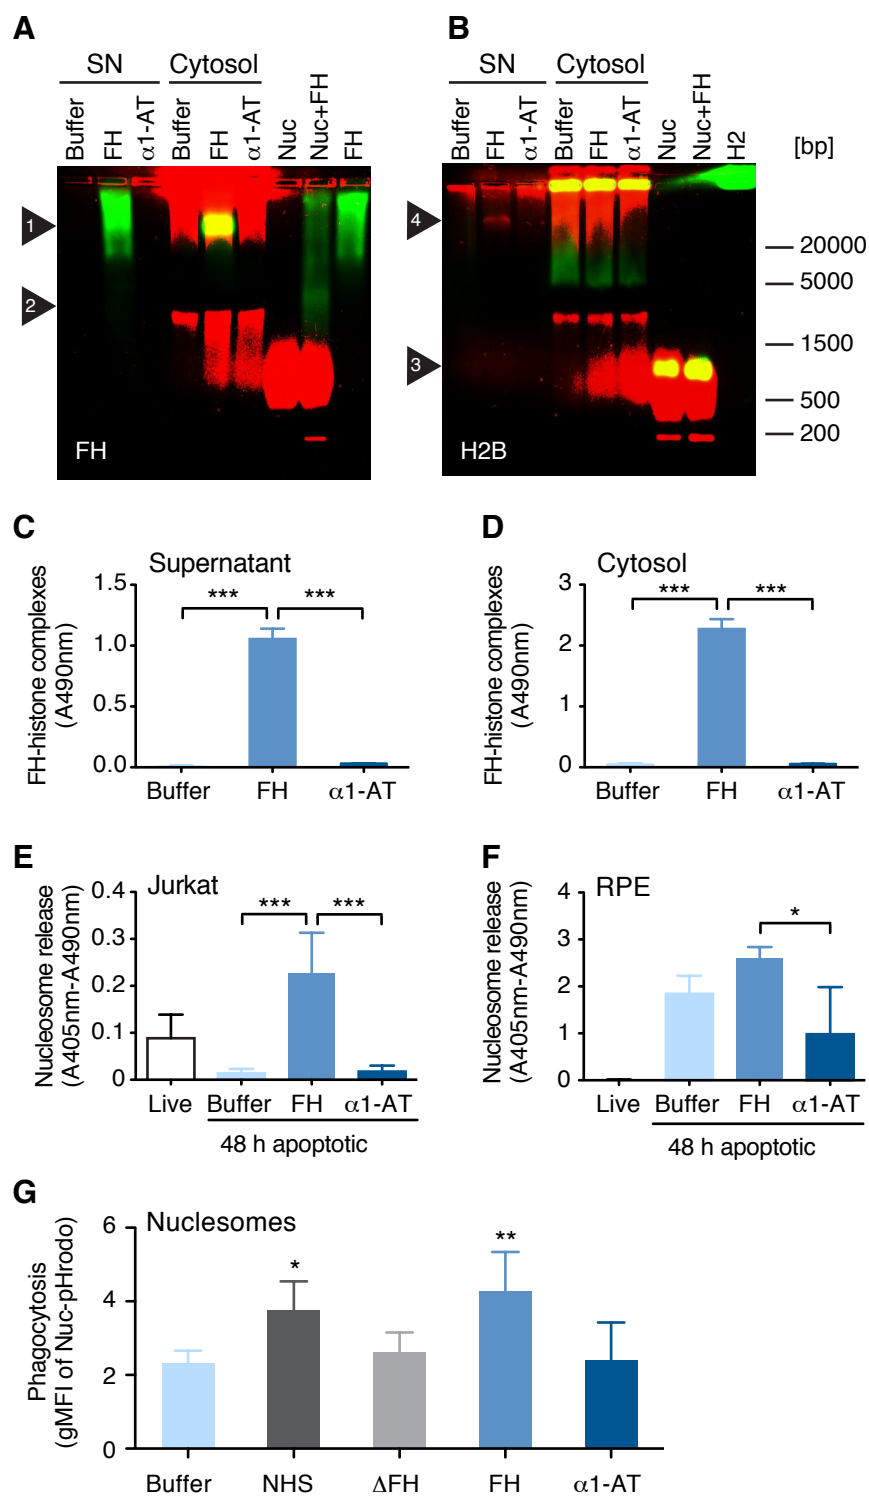 A
SN Cytosol
Buffer FH α1-AT Buffer FH α1-AT Nuc Nuc+FH FH
1
2
FH
B
SN Cytosol
Buffer FH α1-AT Buffer FH α1-AT Nuc Nuc+FH H2
[bp]
4
3
20000
5000
1500
500
200
H2B
C
Supernatant
FH-histone complexes
(A490nm)
1.5
1.0
0.5
0.0
*** ***
Buffer FH α1-AT
D
Cytosol
FH-histone complexes
(A490nm)
3
2
1
0
*** ***
Buffer FH α1-AT
E
Jurkat
Nucleosome release
(A405nm-A490nm)
0.4
0.3
0.2
0.1
0
*** ***
Live Buffer FH α1-AT
48 h apoptotic
F
RPE
Nucleosome release
(A405nm-A490nm)
4
3
2
1
0
*
Live Buffer FH α1-AT
48 h apoptotic
G
Nuclesomes
Phagocytosis
(gMFI of Nuc-pHrodo)
6
4
2
0
* **
Buffer NHS ΔFH FH α1-AT